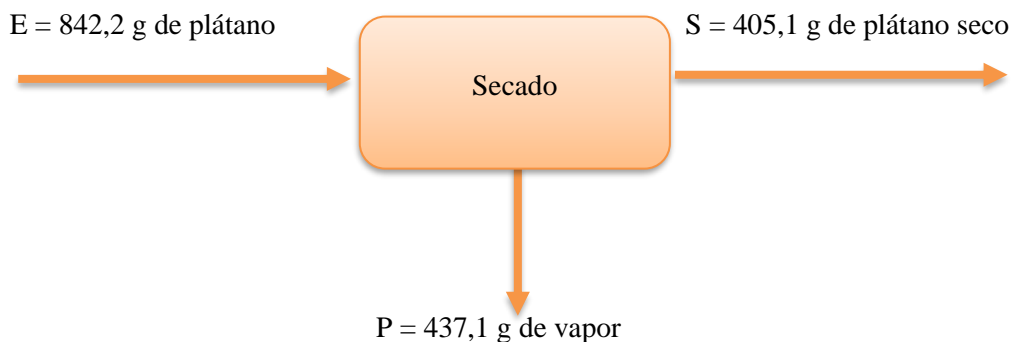 E = 842,2 g de plátano
S = 405,1 g de plátano seco
Secado
P = 437,1 g de vapor